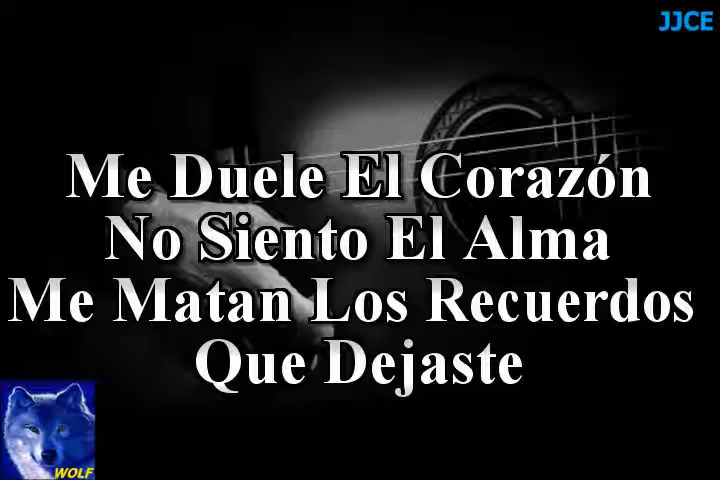 JJCE
Me Duele El Corazón
No Siento El Alma
Me Matan Los Recuerdos
Que Dejaste
WOLF